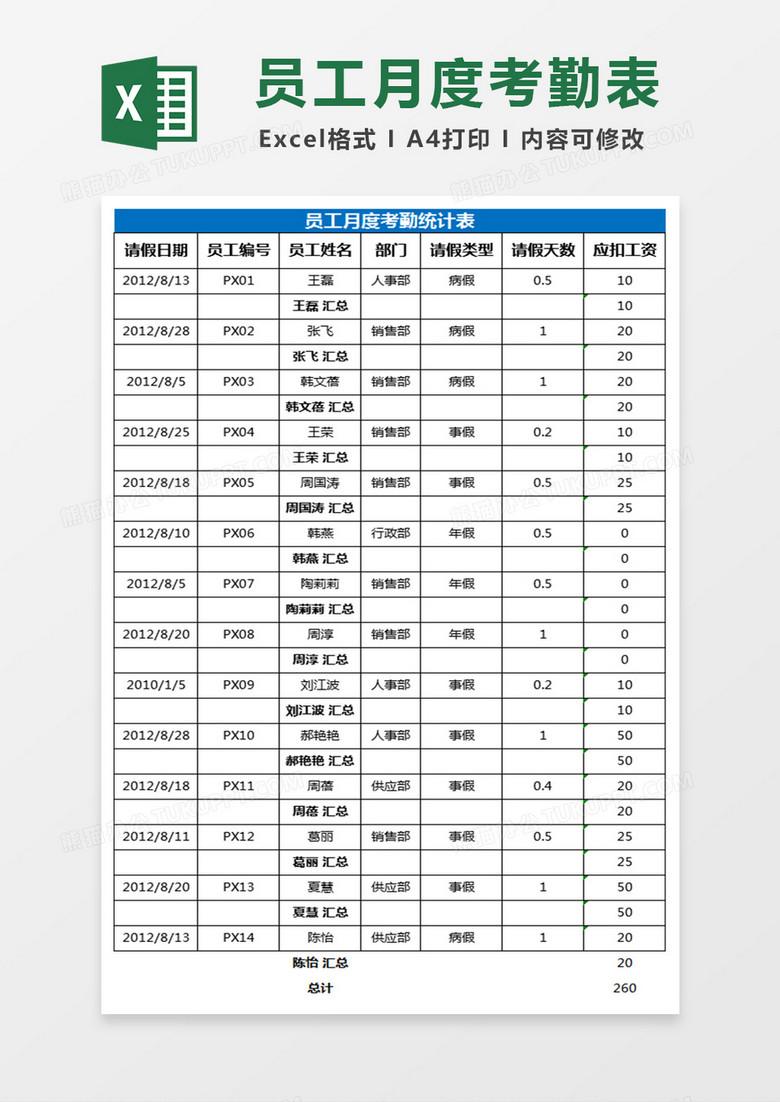 X
员工月度考勤表
Excel格式 I A4打印 I 内容可修改
员工月度考勤统计表
请假日期 员工编号 员工姓名 部门 请假类型 请假天数 应扣工资
2012/8/13 PX01 王磊 人事部 病假 0.5 10
王磊 汇总 10
2012/8/28 PX02 张飞 销售部 病假 1 20
张飞 汇总 20
2012/8/5 PX03 韩文蓓 销售部 病假 1 20
韩文蓓 汇总 20
2012/8/25 PX04 王荣 销售部 事假 0.2 10
王荣 汇总 10
2012/8/18 PX05 周国涛 销售部 事假 0.5 25
周国涛 汇总 25
2012/8/10 PX06 韩燕 行政部 年假 0.5 0
韩燕 汇总 0
2012/8/5 PX07 陶莉莉 销售部 年假 0.5 0
陶莉莉 汇总 0
2012/8/20 PX08 周淳 销售部 年假 1 0
周淳 汇总 0
2010/1/5 PX09 刘江波 人事部 事假 0.2 10
刘江波 汇总 10
2012/8/28 PX10 郝艳艳 人事部 事假 1 50
郝艳艳 汇总 50
2012/8/18 PX11 周蓓 供应部 事假 0.4 20
周蓓 汇总 20
2012/8/11 PX12 葛丽 销售部 事假 0.5 25
葛丽 汇总 25
2012/8/20 PX13 夏慧 供应部 事假 1 50
夏慧 汇总 50
2012/8/13 PX14 陈怡 供应部 病假 1 20
陈怡 汇总 20
总计 260